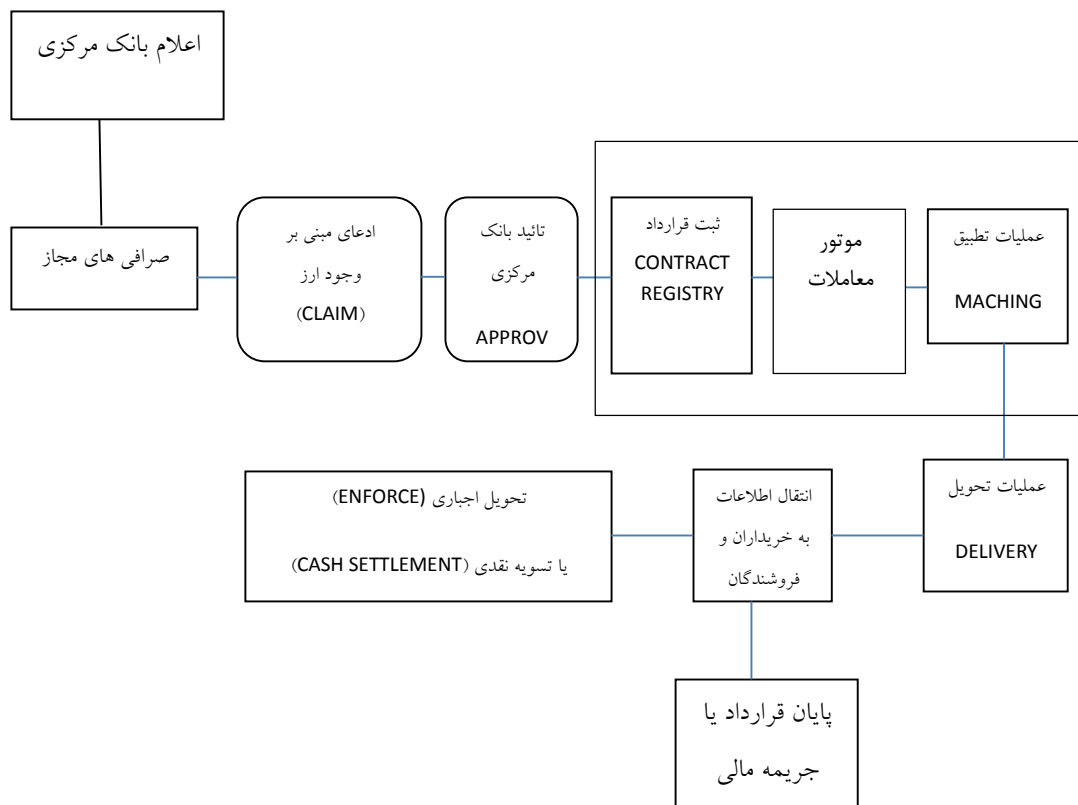 اعلام بانک مرکزی
صرافی های مجاز
ادعای مبنی بر
وجود ارز
(CLAIM)
تائید بانک
مرکزی
APPROV
ثبت قرارداد
CONTRACT
REGISTRY
موتور
معاملات
عملیات تطبیق
MACHING
عملیات تحویل
DELIVERY
انتقال اطلاعات
به خریداران و
فروشندگان
تحویل اجباری (ENFORCE)
یا تسویه نقدی (CASH SETTLEMENT)
پایان قرارداد یا
جریمه مالی